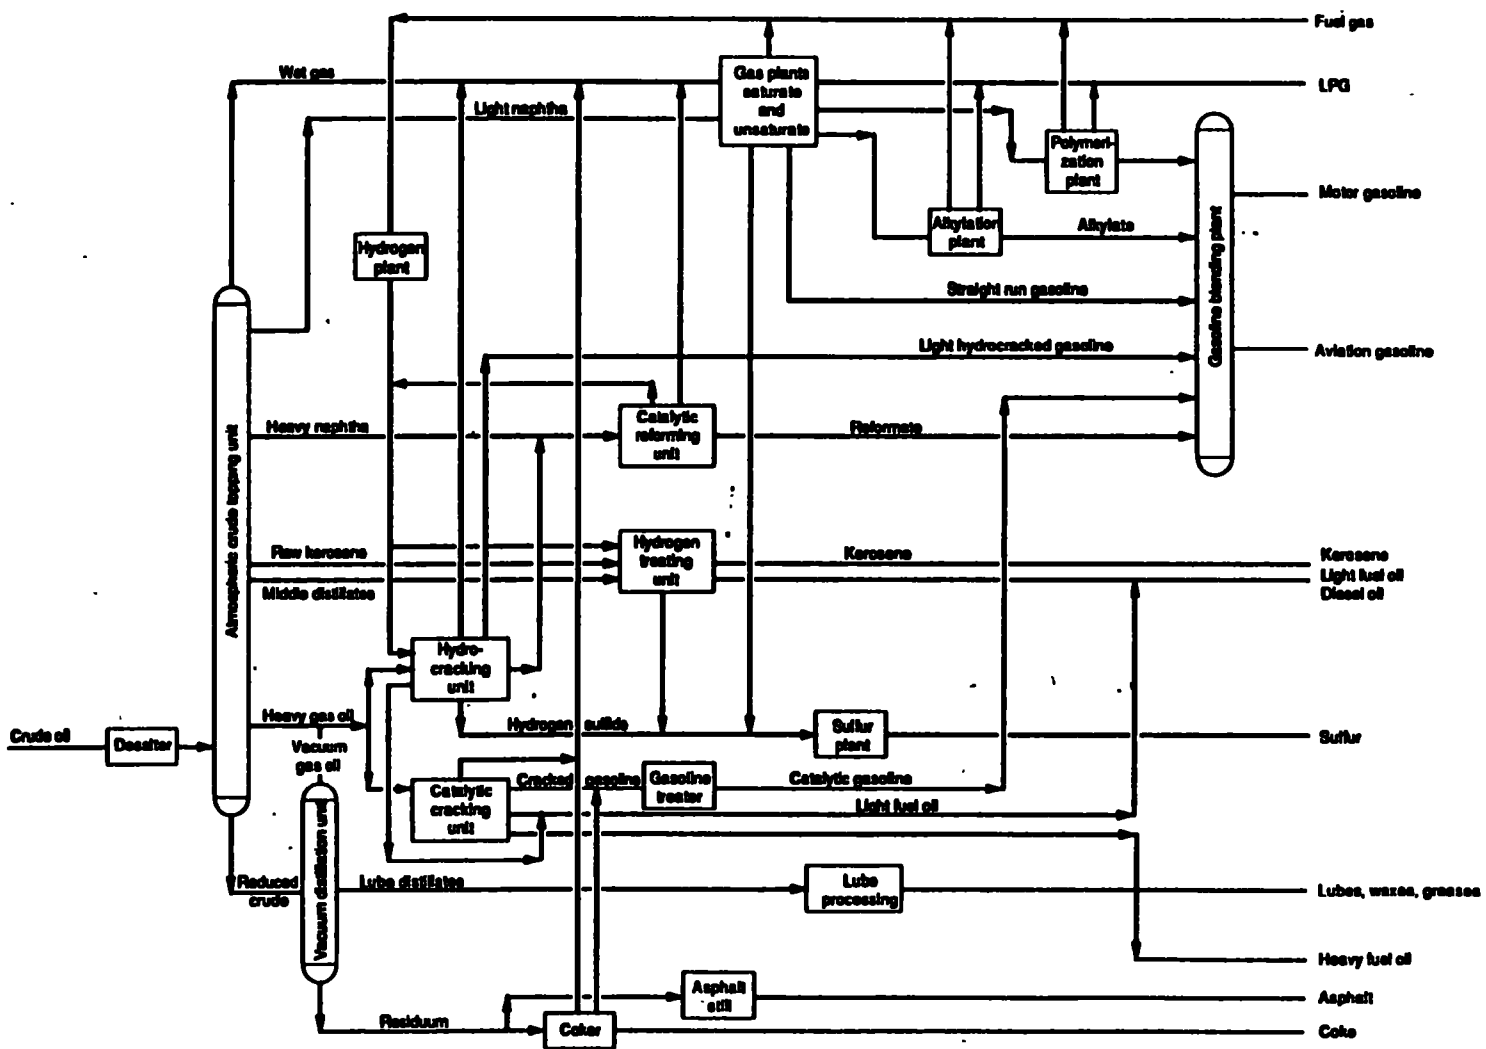 Fuel gas
Wet gas
Gas plants
saturate
and
unsaturate
LPG
Light naphtha
Polymeri-
zation
plant
Motor gasoline
Alkylation
plant
Alkylate
Hydrogen
plant
Gasoline blending plant
Straight run gasoline
Light hydrocracked gasoline
Aviation gasoline
Atmospheric crude topping unit
Heavy naphtha
Catalytic
reforming
unit
Reformate
Raw kerosene
Hydrogen
treating
unit
Kerosene
Kerosene
Light fuel oil
Middle distillates
Diesel oil
Hydro-
cracking
unit
Heavy gas oil
Hydrogen sulfide
Sulfur
plant
Sulfur
Crude oil
Desalter
Vacuum
gas oil
Catalytic
cracking
unit
Cracked gasoline
Gasoline
treater
Catalytic gasoline
Light fuel oil
Reduced
crude
Vacuum distillation unit
Lube distillates
Lube
processing
Lubes, waxes, greases
Heavy fuel oil
Asphalt
still
Asphalt
Residuum
Coker
Coke